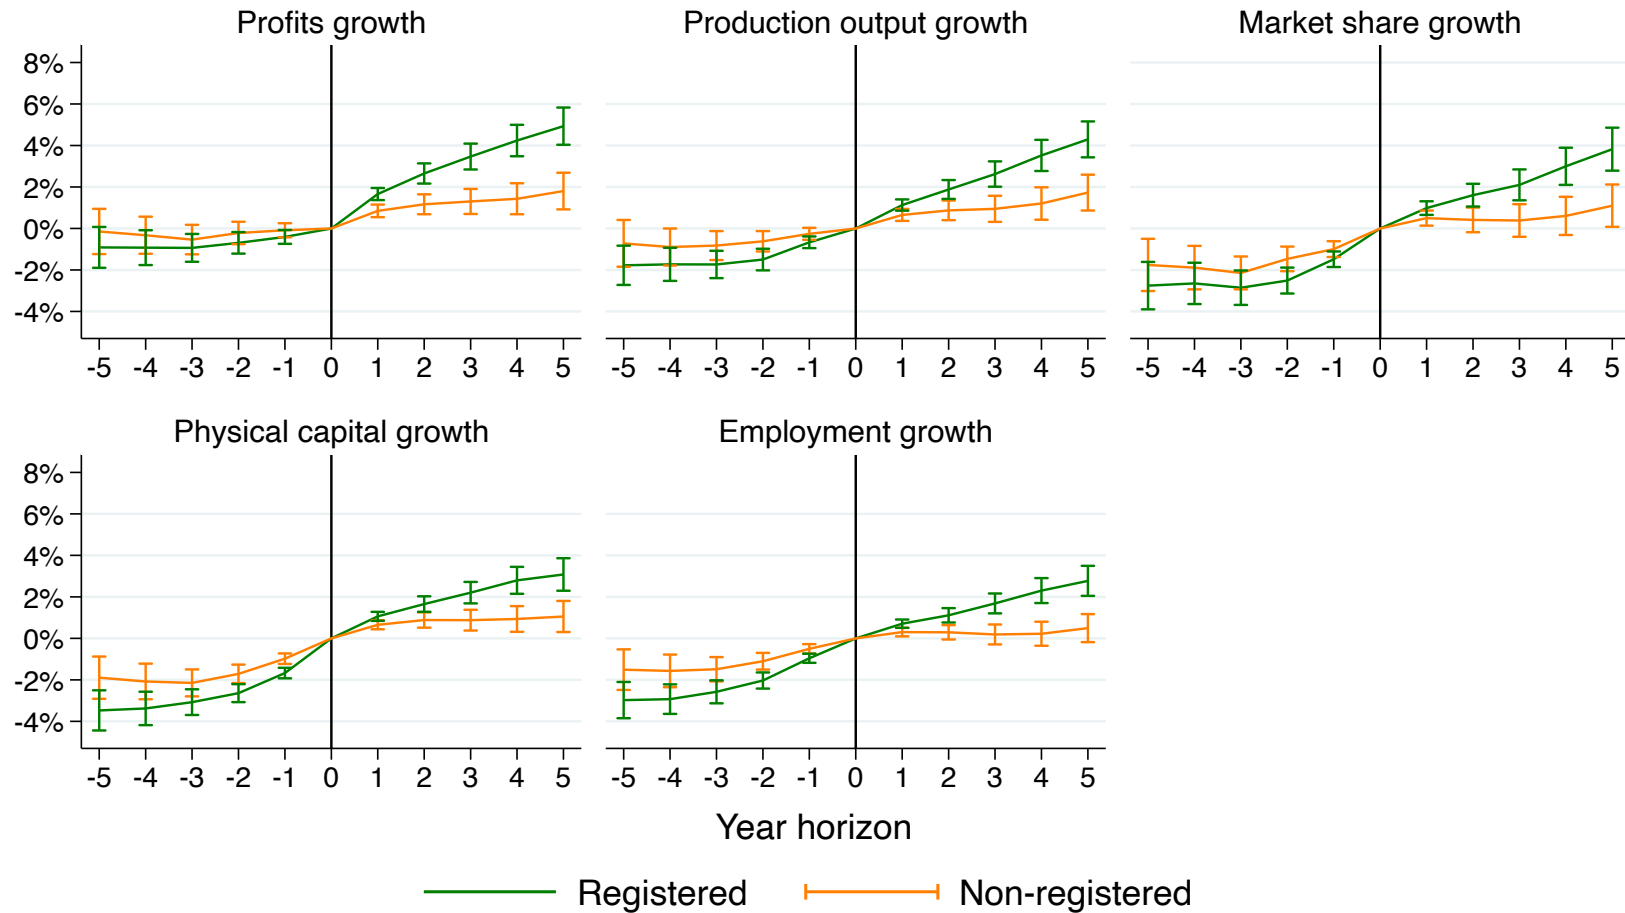 Profits growth Production output growth Market share growth
8%
6%
4%
2%
0%
-2%
-4%
-5 -4 -3 -2 -1 0 1 2 3 4 5 -5 -4 -3 -2 -1 0 1 2 3 4 5 -5 -4 -3 -2 -1 0 1 2 3 4 5
Physical capital growth Employment growth
8%
6%
4%
2%
0%
-2%
-4%
-5 -4 -3 -2 -1 0 1 2 3 4 5 -5 -4 -3 -2 -1 0 1 2 3 4 5
Year horizon
Registered Non-registered